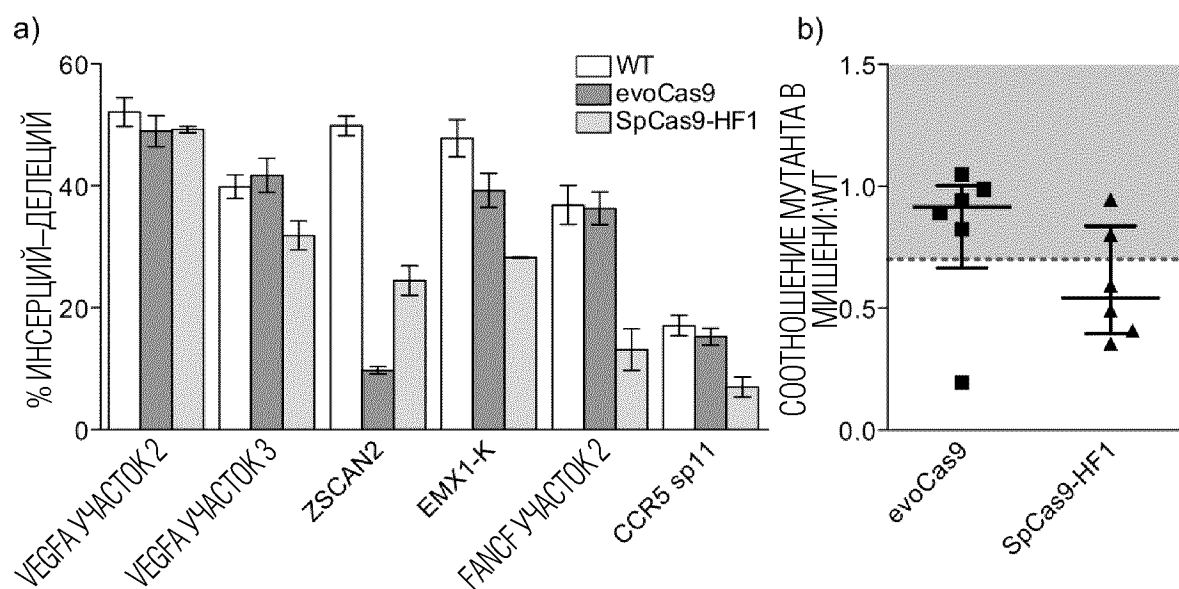 a)
% ИНСЕРЦИЙ–ДЕЛЕЦИЙ
60
40
20
0
WT
evoCas9
SpCas9-HF1
VEGFA УЧАСТОК 2
VEGFA УЧАСТОК 3
ZSCAN2
EMX1-K
FANCF УЧАСТОК 2
CCR5 sp11
b)
СООТНОШЕНИЕ МУТАНТА В
МИШЕНИ:WT
1.5
1.0
0.5
0.0
evoCas9
SpCas9-HF1